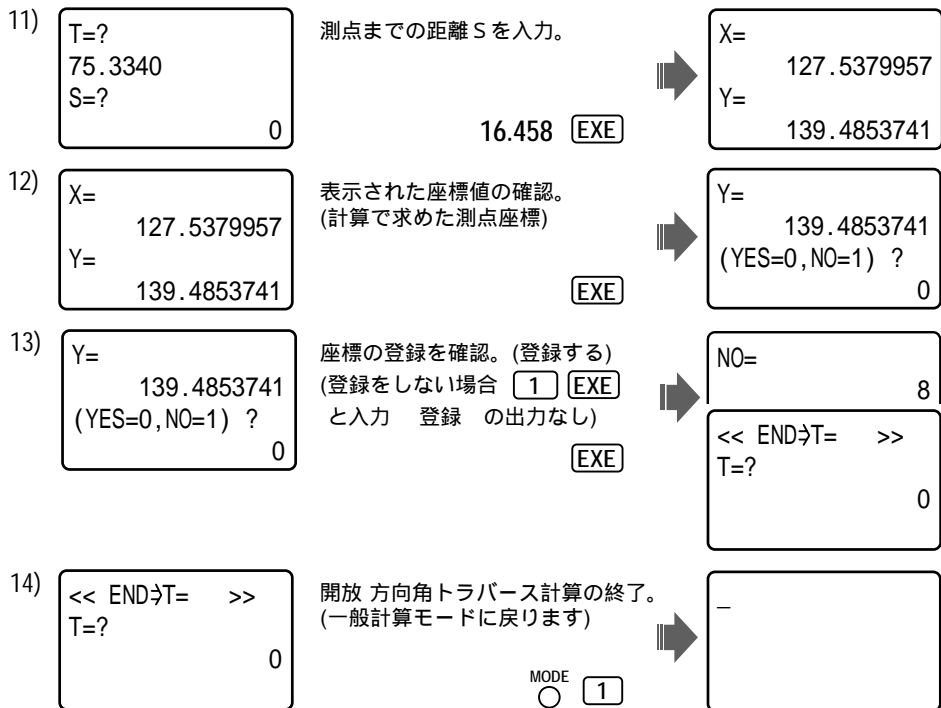 11)
T=?
75.3340
S=?
0
測点までの距離Sを入力。
16.458 EXE
X=
127.5379957
Y=
139.4853741
12)
X=
127.5379957
Y=
139.4853741
表示された座標値の確認。
(計算で求めた測点座標)
EXE
Y=
139.4853741
(YES=0,NO=1) ?
0
13)
Y=
139.4853741
(YES=0,NO=1) ?
0
座標の登録を確認。(登録する)
(登録をしない場合 1 EXE
と入力 登録 の出力なし)
EXE
NO=
8
<< END⇒T= >>
T=?
0
14)
<< END⇒T= >>
T=?
0
開放 方向角トラバース計算の終了。
(一般計算モードに戻ります)
MODE
1
_